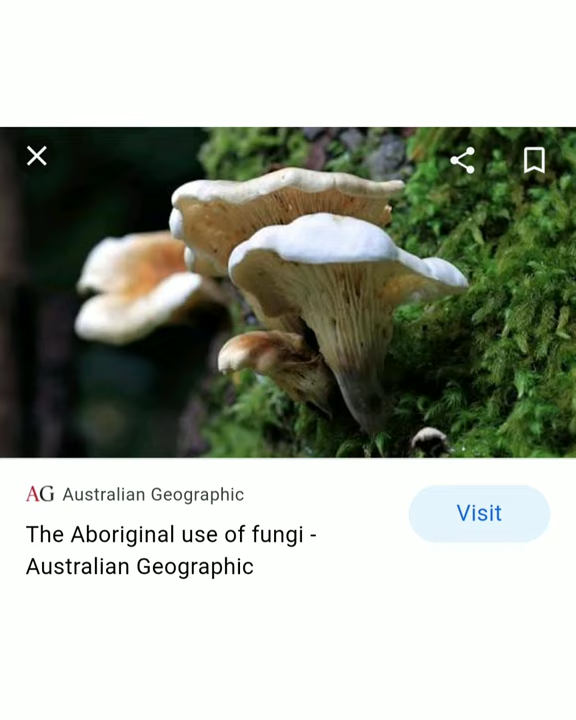 AG Australian Geographic
Visit
The Aboriginal use of fungi -
Australian Geographic